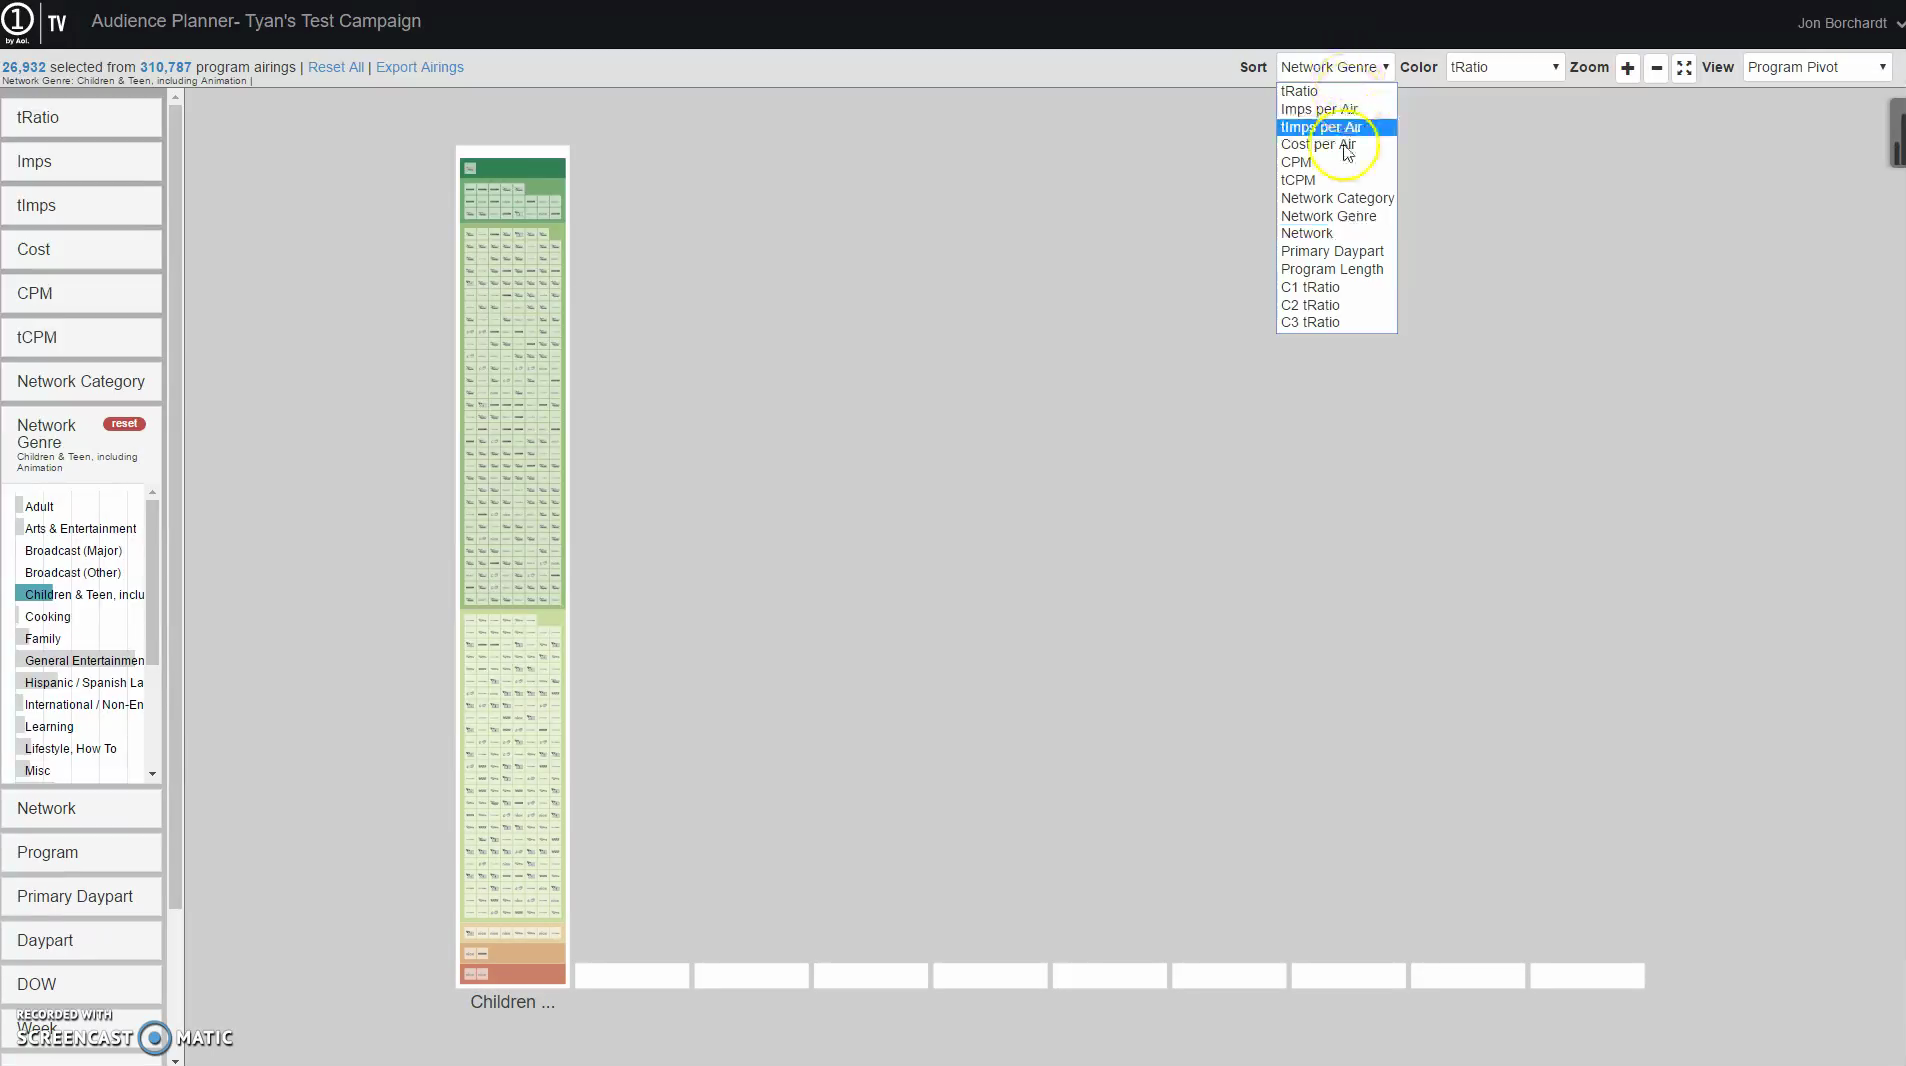 1
by Aol.
TV
Audience Planner- Tyan's Test Campaign
Jon Borchardt
26,932 selected from 310,787 program airings | Reset All | Export Airings
Network Genre: Children & Teen, including Animation |
Sort
Network Genre
Color
tRatio
Zoom
View
Program Pivot
tRatio
Imps per Air
tImps per Air
Cost per Air
CPM
tCPM
Network Category
Network Genre
Network
Primary Daypart
Program Length
C1 tRatio
C2 tRatio
C3 tRatio
tRatio
Imps
tImps
Cost
CPM
tCPM
Network Category
Network Genre
reset
Children & Teen, including
Animation
Adult
Arts & Entertainment
Broadcast (Major)
Broadcast (Other)
Children & Teen, inclu
Cooking
Family
General Entertainmen
Hispanic / Spanish La
International / Non-En
Learning
Lifestyle, How To
Misc
Network
Program
Primary Daypart
Daypart
DOW
Week
Children ...
RECORDED WITH
SCREENCAST MATIC